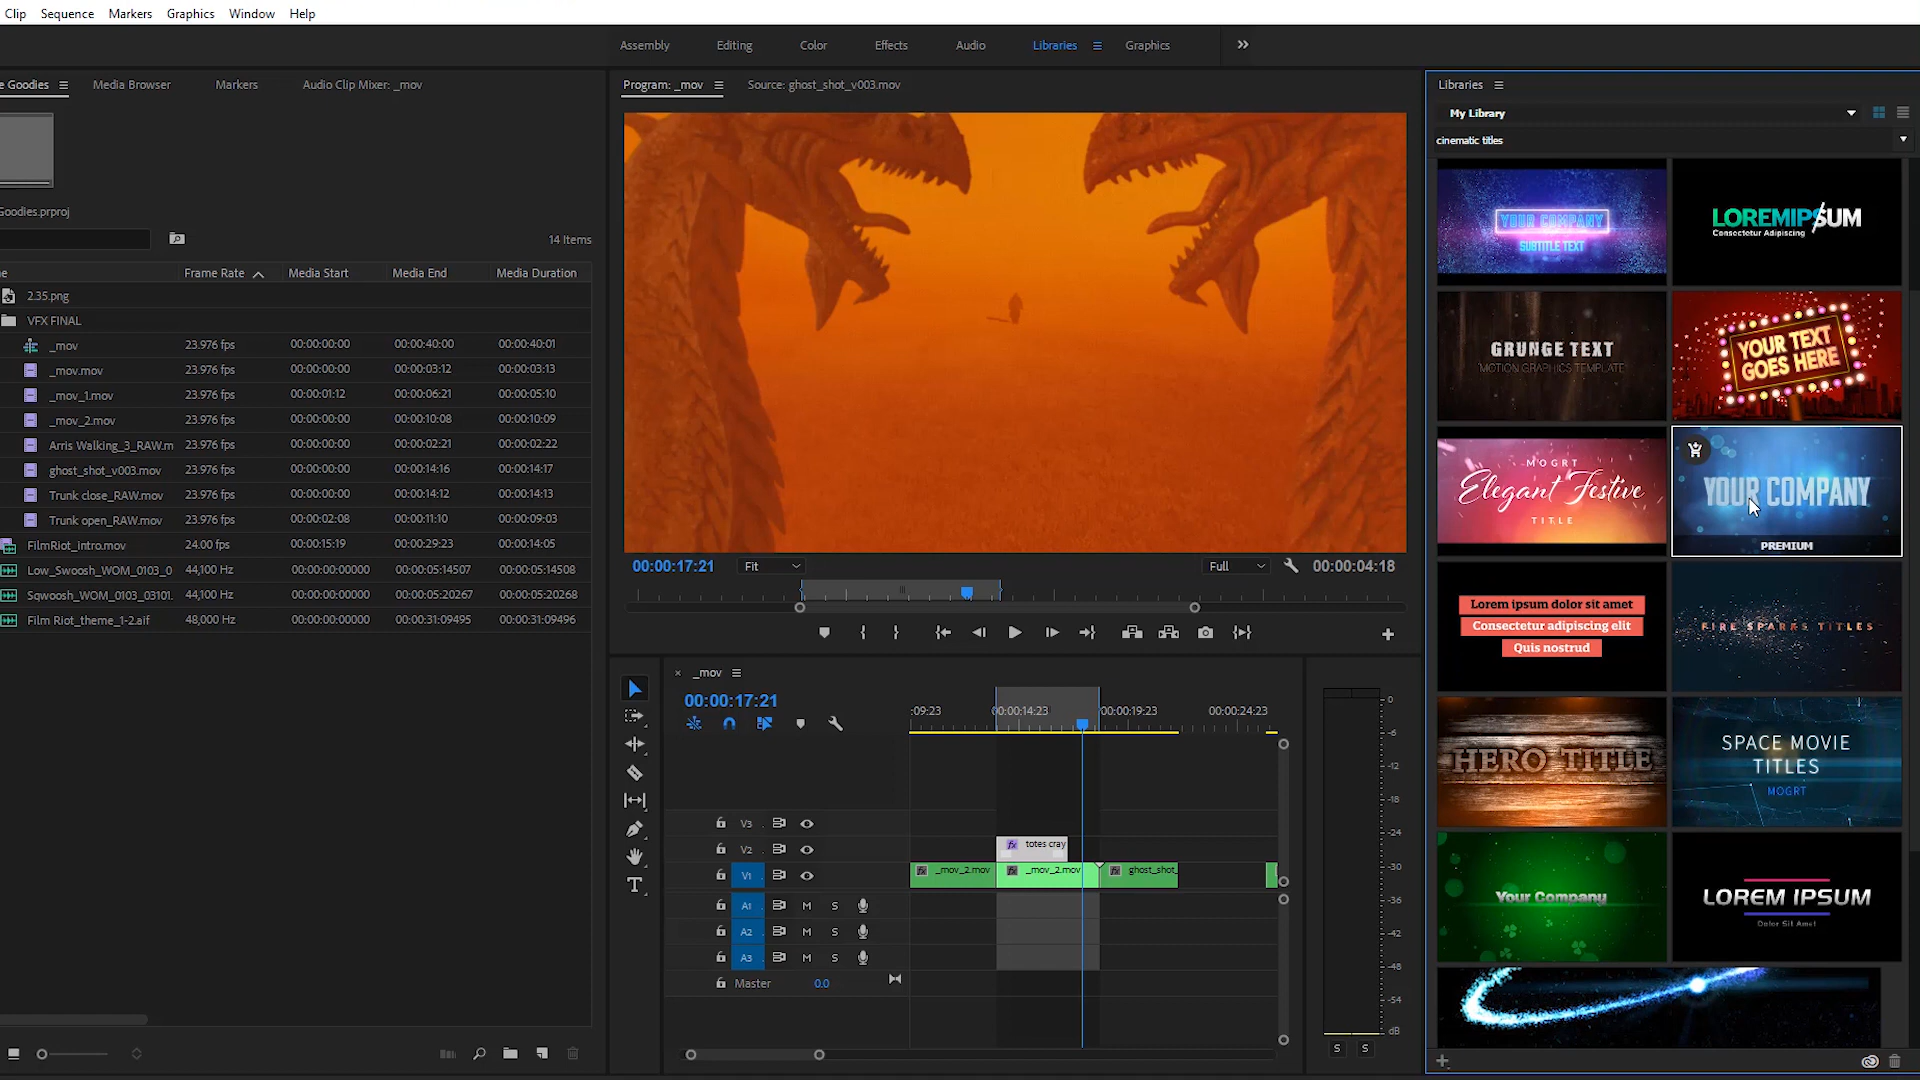 Clip Sequence Markers Graphics Window Help
Assembly Editing Color Effects Audio Libraries Graphics
e Goodies Media Browser Markers Audio Clip Mixer: _mov
Goodies.prproj
14 Items
e Frame Rate Media Start Media End Media Duration
2.35.png
VFX FINAL
_mov 23.976 fps 00:00:00:00 00:00:40:00 00:00:40:01
_mov.mov 23.976 fps 00:00:00:00 00:00:03:12 00:00:03:13
_mov_1.mov 23.976 fps 00:00:01:12 00:00:06:21 00:00:05:10
_mov_2.mov 23.976 fps 00:00:00:00 00:00:10:08 00:00:10:09
Arris Walking_3_RAW.m 23.976 fps 00:00:00:00 00:00:02:21 00:00:02:22
ghost_shot_v003.mov 23.976 fps 00:00:00:00 00:00:14:16 00:00:14:17
Trunk close_RAW.mov 23.976 fps 00:00:00:00 00:00:14:12 00:00:14:13
Trunk open_RAW.mov 23.976 fps 00:00:02:08 00:00:11:10 00:00:09:03
FilmRiot_intro.mov 24.00 fps 00:00:15:19 00:00:29:23 00:00:14:05
Low_Swoosh_WOM_0103_0 44,100 Hz 00:00:00:00000 00:00:05:14507 00:00:05:14508
Sqwoosh_WOM_0103_03101. 44,100 Hz 00:00:00:00000 00:00:05:20267 00:00:05:20268
Film Riot_theme_1-2.aif 48,000 Hz 00:00:00:00000 00:00:31:09495 00:00:31:09496
Program: _mov Source: ghost_shot_v003.mov
00:00:17:21 Fit Full 00:00:04:18
_mov
00:00:17:21
:09:23 00:00:14:23 00:00:19:23 00:00:24:23
V3
V2 totes cray
V1 _mov_2.mov _mov_2.mov ghost_shot_
A1 M S
A2 M S
A3 M S
Master 0.0
0
-6
-12
-18
-24
-30
-36
-42
-48
-54
dB
S S
Libraries
My Library
cinematic titles
YOUR COMPANY
SUBTITLE TEXT
LOREMIPSUM
Consectetur Adipiscing
GRUNGE TEXT
MOTION GRAPHICS TEMPLATE
YOUR TEXT
GOES HERE
MOGRT
Elegant Festive
TITLE
YOUR COMPANY
PREMIUM
Lorem ipsum dolor sit amet
Consectetur adipiscing elit
Quis nostrud
FIRE SPARKS TITLES
HERO TITLE
SPACE MOVIE
TITLES
MOGRT
Your Company
LOREM IPSUM
Dolor Sit Amet